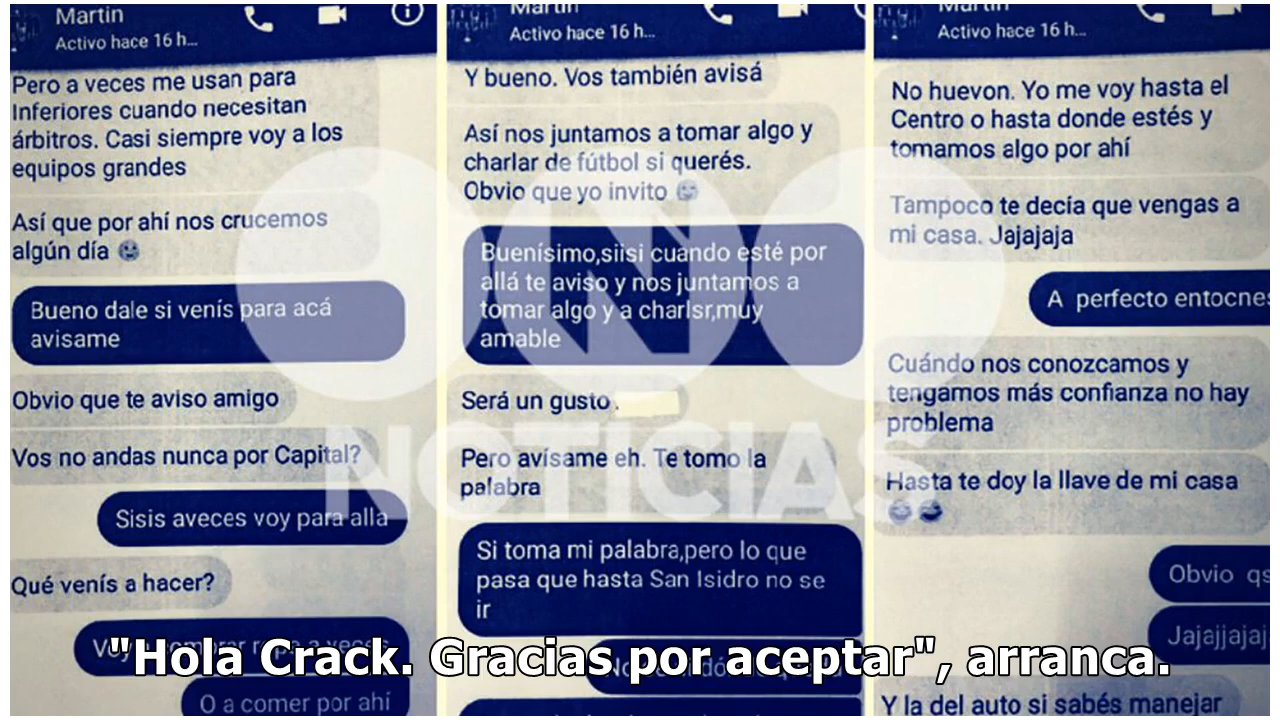 Martin
Activo hace 16 h...
Pero a veces me usan para
Inferiores cuando necesitan
árbitros. Casi siempre voy a los
equipos grandes
Así que por ahí nos crucemos
algún día
Bueno dale si venís para acá
avisame
Obvio que te aviso amigo
Vos no andas nunca por Capital?
Sisis aveces voy para alla
Qué venís a hacer?
O a comer por ahí
Martin
Activo hace 16 h...
Y bueno. Vos también avisá
Así nos juntamos a tomar algo y
charlar de fútbol si querés.
Obvio que yo invito
Buenísimo,siisi cuando esté por
allá te aviso y nos juntamos a
tomar algo y a charlsr,muy
amable
Será un gusto.
Pero avísame eh. Te tomo la
palabra
Si toma mi palabra,pero lo que
pasa que hasta San Isidro no se
ir
Martin
Activo hace 16 h...
No huevon. Yo me voy hasta el
Centro o hasta donde estés y
tomamos algo por ahí
Tampoco te decía que vengas a
mi casa. Jajajaja
A perfecto entocnes
Cuándo nos conozcamos y
tengamos más confianza no hay
problema
Hasta te doy la llave de mi casa
Obvio qs
Jajajjajaj
Y la del auto si sabés manejar
NOTICIAS
"Hola Crack. Gracias por aceptar", arranca.